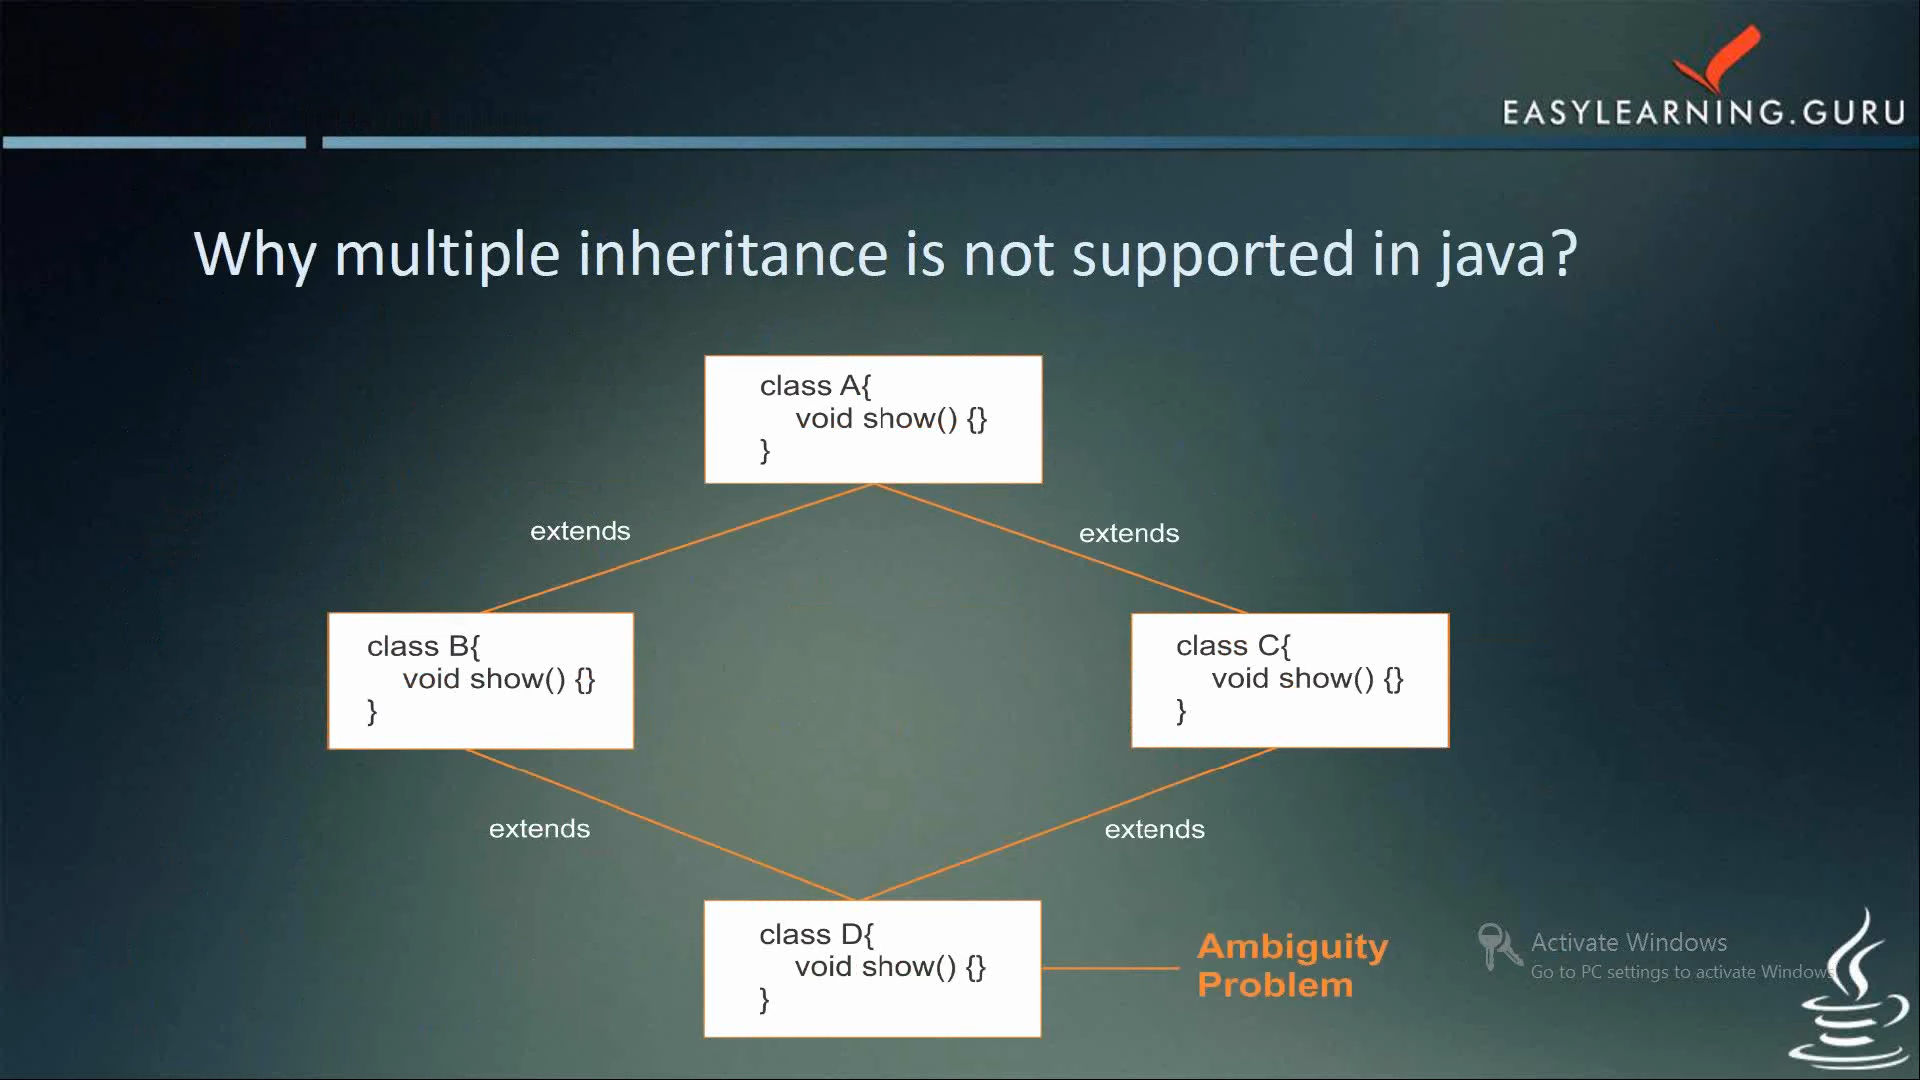 EASYLEARNING.GURU
Why multiple inheritance is not supported in java?
class A{
void show() {}
}
extends
extends
class B{
void show() {}
}
class C{
void show() {}
}
extends
extends
class D{
void show() {}
}
Ambiguity
Problem
Activate Windows
Go to PC settings to activate Windows